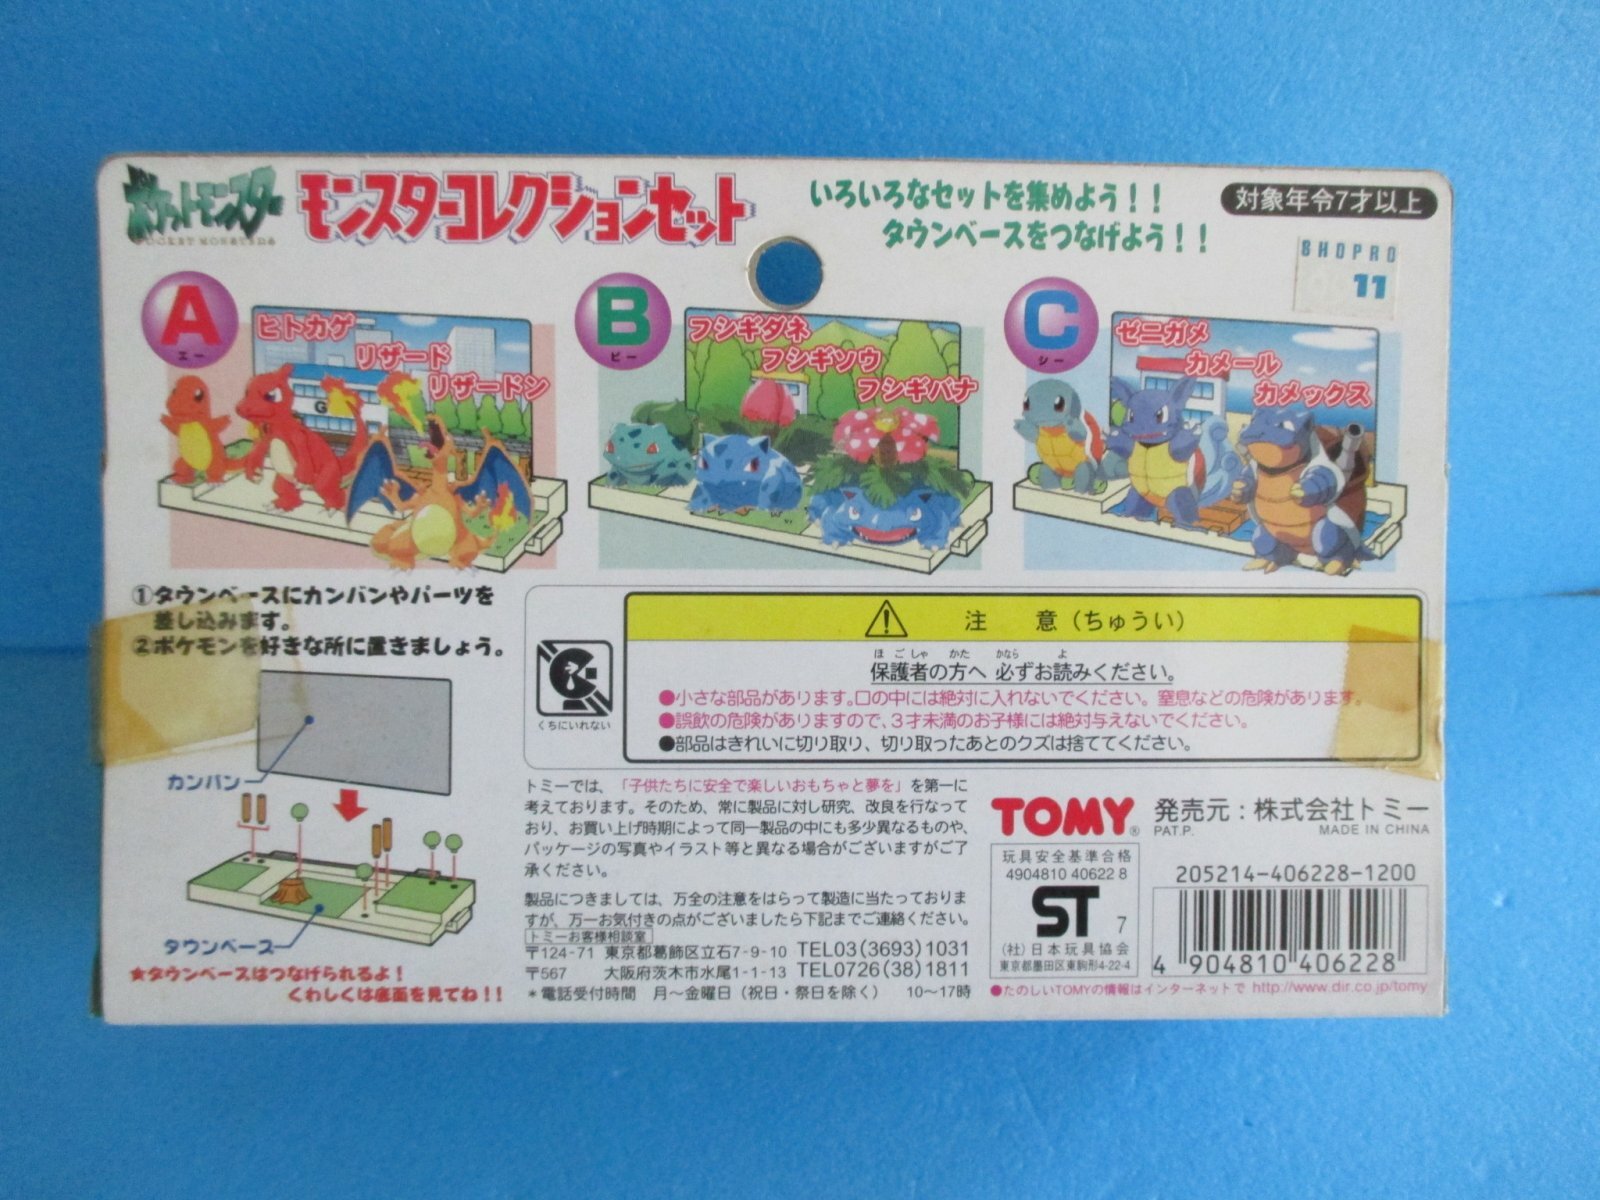 ポケットモンスター
POCKET MONSTERS
モンスターコレクションセット
いろいろなセットを集めよう！！
タウンベースをつなげよう！！
対象年令7才以上
SHOPRO
11
A
エー
ヒトカゲ
リザード
リザードン
G
B
ビー
フシギダネ
フシギソウ
フシギバナ
C
シー
ゼニガメ
カメール
カメックス
①タウンベースにカンバンやパーツを
差し込みます。
②ポケモンを好きな所に置きましょう。
カンバン
タウンベース
★タウンベースはつなげられるよ！
くわしくは底面を見てね！！
くちにいれない
注 意（ちゅうい）
ほごしゃ かた かなら よ
保護者の方へ 必ずお読みください。
●小さな部品があります。口の中には絶対に入れないでください。窒息などの危険があります。
●誤飲の危険がありますので、３才未満のお子様には絶対与えないでください。
●部品はきれいに切り取り、切り取ったあとのクズは捨ててください。
トミーでは、「子供たちに安全で楽しいおもちゃと夢を」を第一に
考えております。そのため、常に製品に対し研究、改良を行なって
おり、お買い上げ時期によって同一製品の中にも多少異なるものや、
パッケージの写真やイラスト等と異なる場合がございますがご了
承ください。
製品につきましては、万全の注意をはらって製造に当たっておりま
すが、万一お気付きの点がございましたら下記までご連絡ください。
トミーお客様相談室
〒124-71 東京都葛飾区立石7-9-10 TEL03(3693)1031
〒567 大阪府茨木市水尾1-1-13 TEL0726(38)1811
＊電話受付時間 月～金曜日（祝日・祭日を除く） 10～17時
TOMY®
発売元：株式会社トミー
PAT.P. MADE IN CHINA
玩具安全基準合格
4904810 40622 8
ST 7
(社)日本玩具協会
東京都墨田区東駒形4-22-4
205214-406228-1200
4 904810 406228
●たのしいTOMYの情報はインターネットで http://www.dir.co.jp/tomy